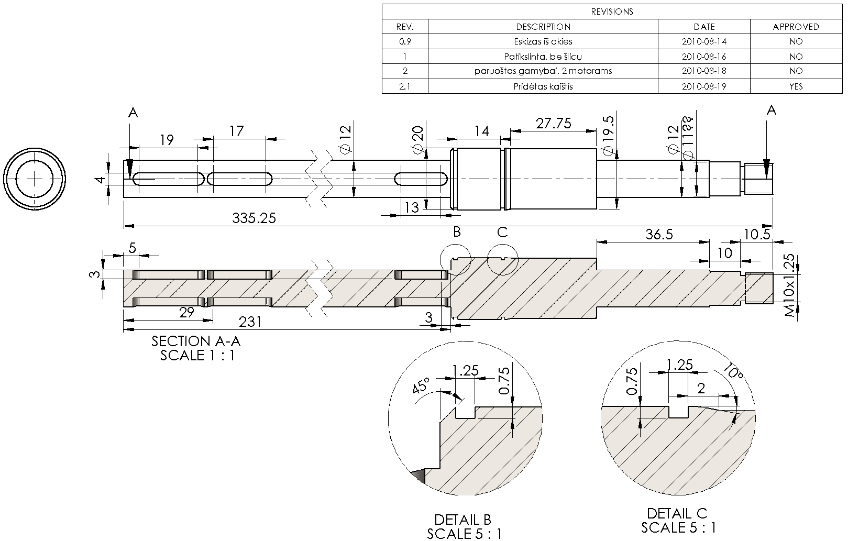 REVISIONS
REV. DESCRIPTION DATE APPROVED
0.9 Eskizas iš akies 2010-08-14 NO
1 Patikslinta, be šlicų 2010-08-16 NO
2 paruoštas gamybai, 2 motorams 2010-08-18 NO
2.1 Pridėtas kaištis 2010-08-19 YES
A
A
19
17
∅12
∅20
14
27.75
∅19.5
∅12
4
13
335.25
B
C
36.5
10.5
5
10
3
M10x1.25
29
3
231
SECTION A-A
SCALE 1 : 1
1.25
45°
0.75
0.75
1.25
10°
2
DETAIL B
SCALE 5 : 1
DETAIL C
SCALE 5 : 1